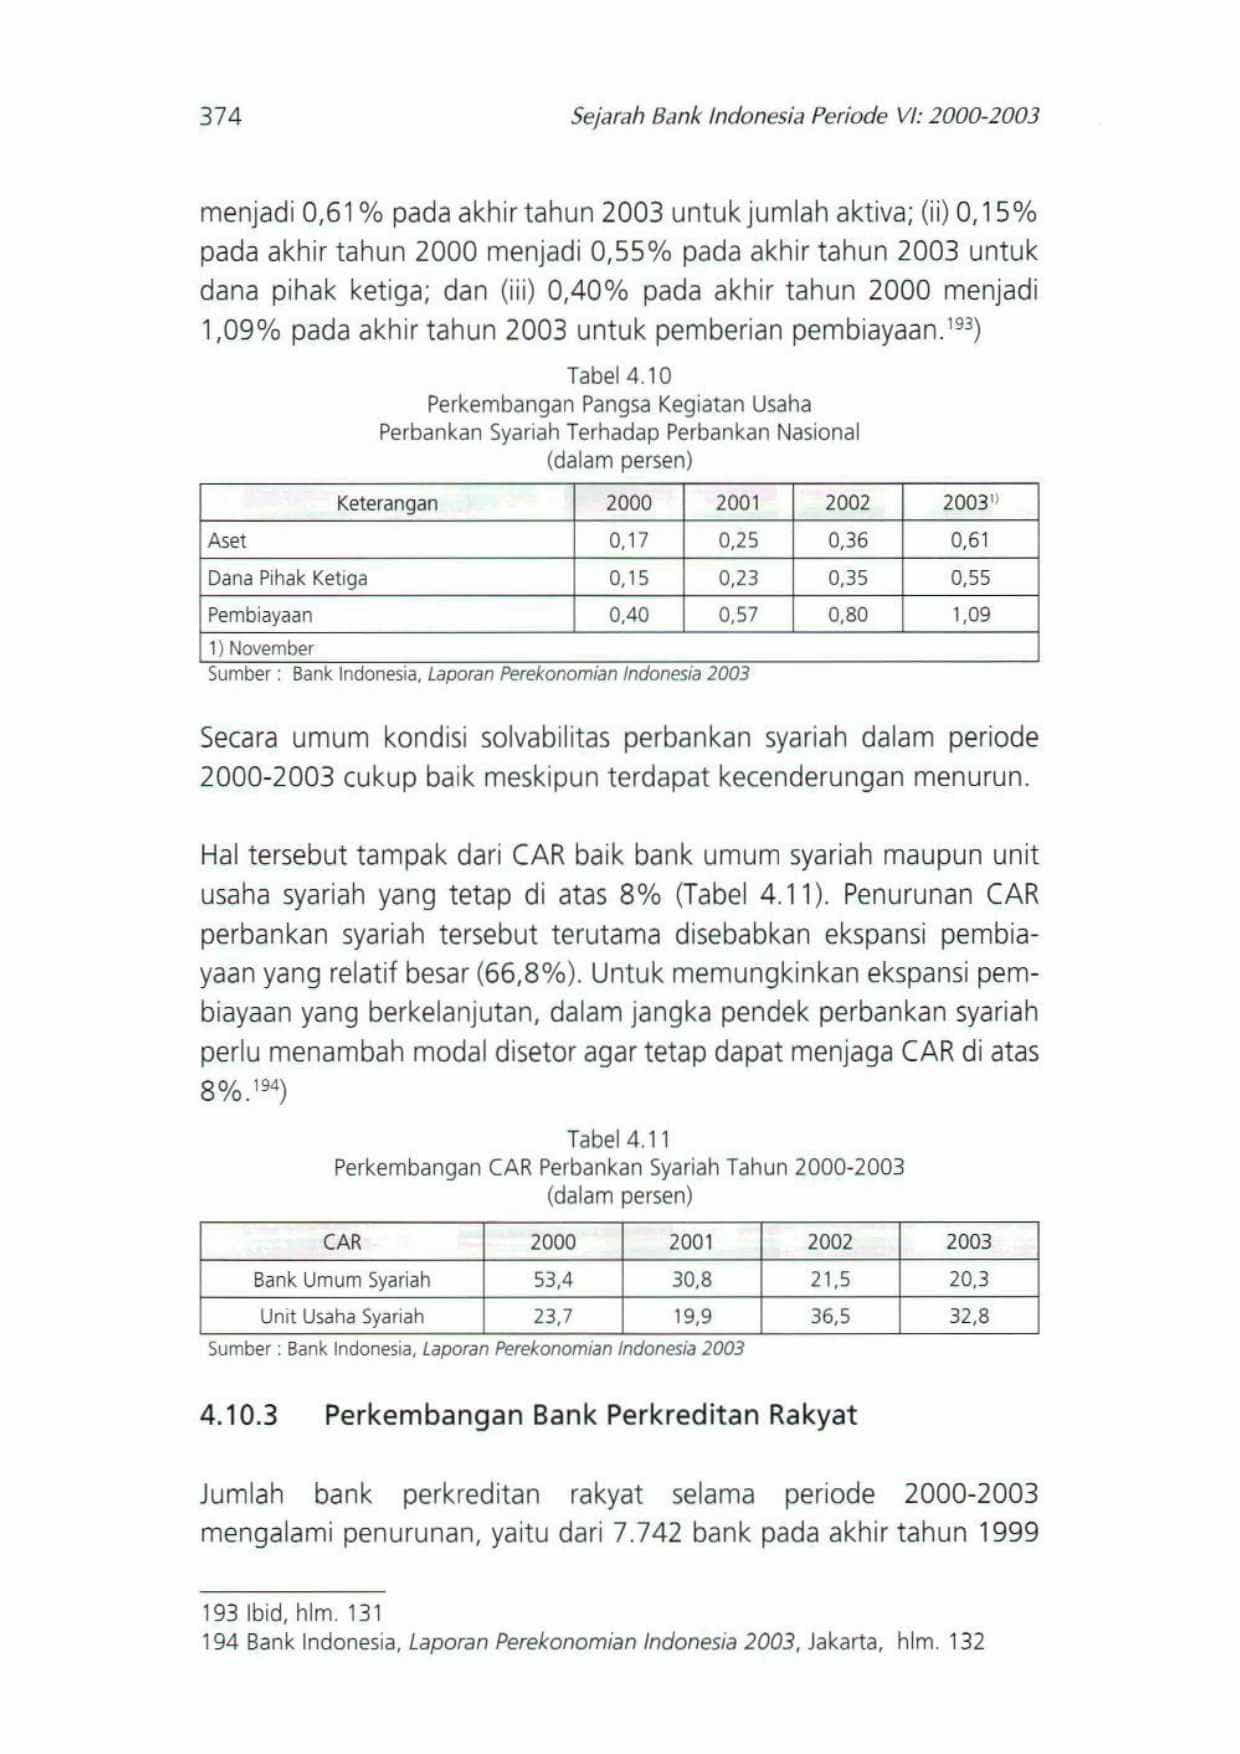 374 Sejarah Bank Indonesia Periode VI: 2000-2003
menjadi 0,61% pada akhir tahun 2003 untuk jumlah aktiva; (ii) 0,15%
pada akhir tahun 2000 menjadi 0,55% pada akhir tahun 2003 untuk
dana pihak ketiga; dan (iii) 0,40% pada akhir tahun 2000 menjadi
1,09% pada akhir tahun 2003 untuk pemberian pembiayaan.193)
Tabel 4.10
Perkembangan Pangsa Kegiatan Usaha
Perbankan Syariah Terhadap Perbankan Nasional
(dalam persen)
Keterangan 2000 2001 2002 2003¹⁾
Aset 0,17 0,25 0,36 0,61
Dana Pihak Ketiga 0,15 0,23 0,35 0,55
Pembiayaan 0,40 0,57 0,80 1,09
1) November
Sumber : Bank Indonesia, Laporan Perekonomian Indonesia 2003
Secara umum kondisi solvabilitas perbankan syariah dalam periode
2000-2003 cukup baik meskipun terdapat kecenderungan menurun.
Hal tersebut tampak dari CAR baik bank umum syariah maupun unit
usaha syariah yang tetap di atas 8% (Tabel 4.11). Penurunan CAR
perbankan syariah tersebut terutama disebabkan ekspansi pembia-
yaan yang relatif besar (66,8%). Untuk memungkinkan ekspansi pem-
biayaan yang berkelanjutan, dalam jangka pendek perbankan syariah
perlu menambah modal disetor agar tetap dapat menjaga CAR di atas
8%.194)
Tabel 4.11
Perkembangan CAR Perbankan Syariah Tahun 2000-2003
(dalam persen)
CAR 2000 2001 2002 2003
Bank Umum Syariah 53,4 30,8 21,5 20,3
Unit Usaha Syariah 23,7 19,9 36,5 32,8
Sumber : Bank Indonesia, Laporan Perekonomian Indonesia 2003
4.10.3 Perkembangan Bank Perkreditan Rakyat
Jumlah bank perkreditan rakyat selama periode 2000-2003
mengalami penurunan, yaitu dari 7.742 bank pada akhir tahun 1999
193 Ibid, hlm. 131
194 Bank Indonesia, Laporan Perekonomian Indonesia 2003, Jakarta, hlm. 132